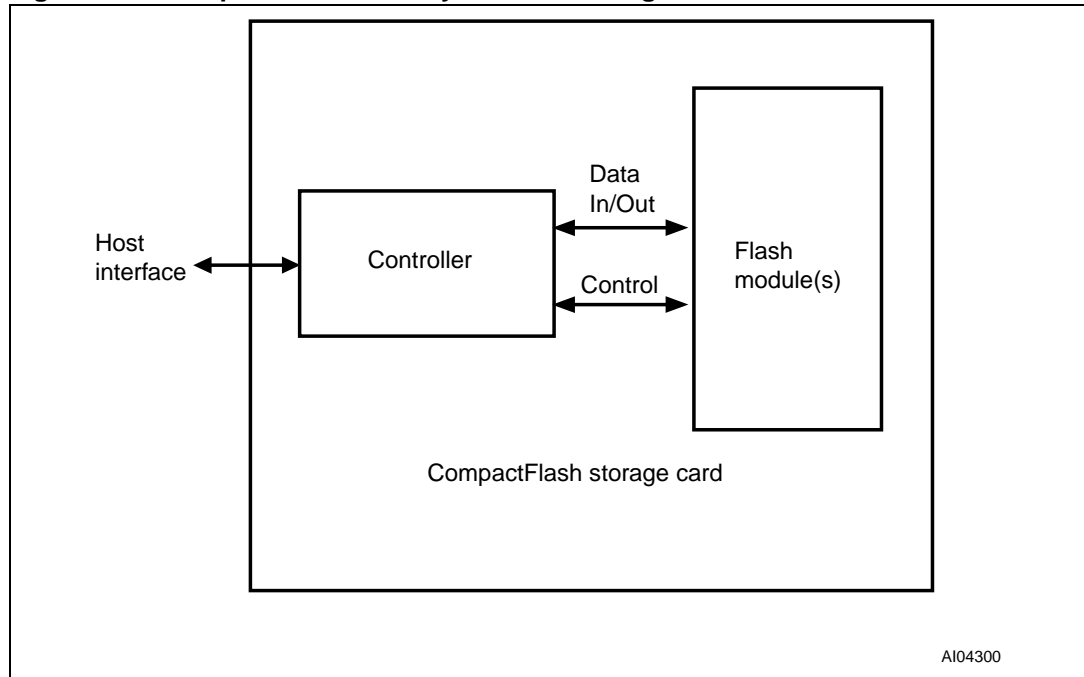 Data
In/Out
Host
interface
Controller
Control
Flash
module(s)
CompactFlash storage card
AI04300